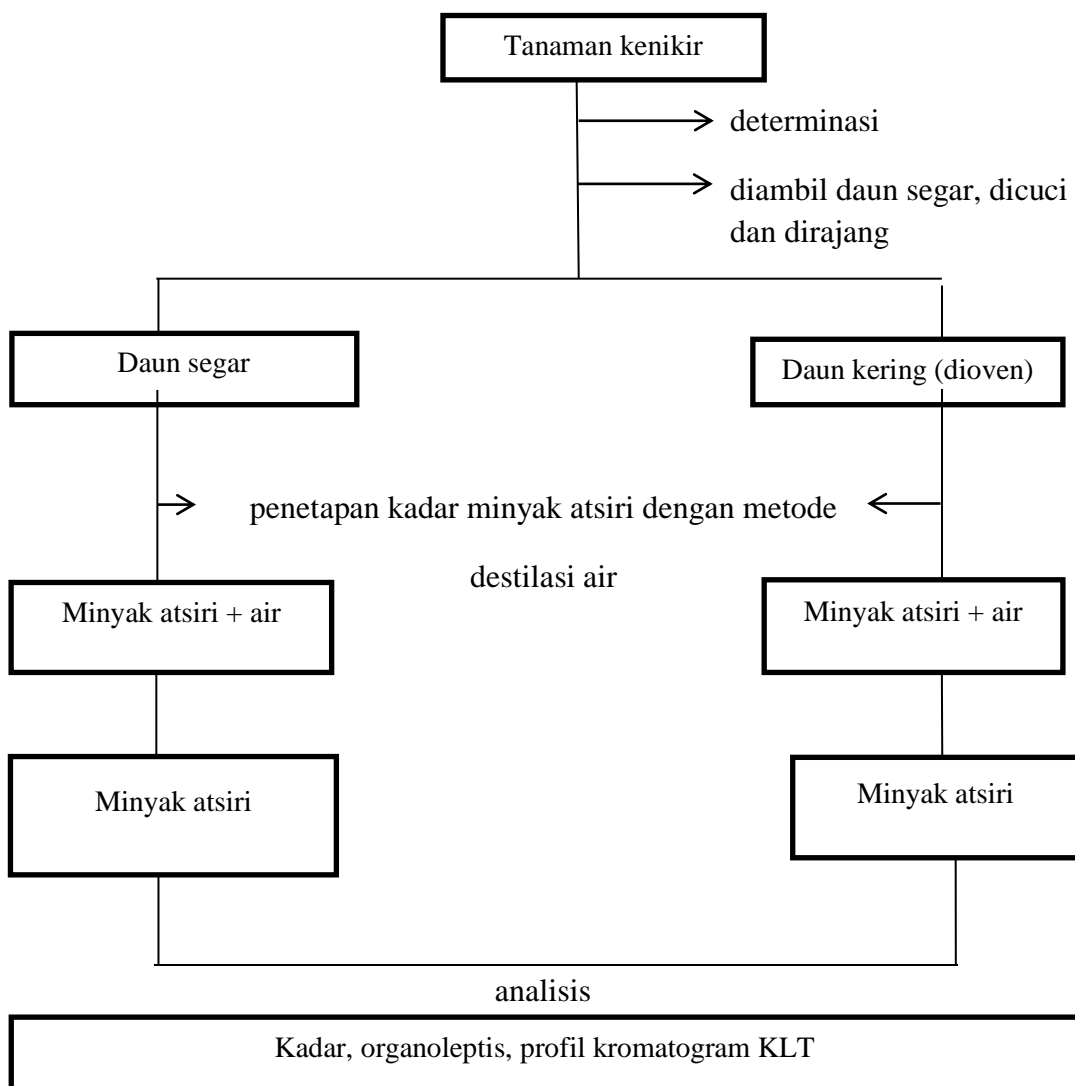 Tanaman kenikir
determinasi
diambil daun segar, dicuci
dan dirajang
Daun segar
Daun kering (dioven)
penetapan kadar minyak atsiri dengan metode
destilasi air
Minyak atsiri + air
Minyak atsiri + air
Minyak atsiri
Minyak atsiri
analisis
Kadar, organoleptis, profil kromatogram KLT